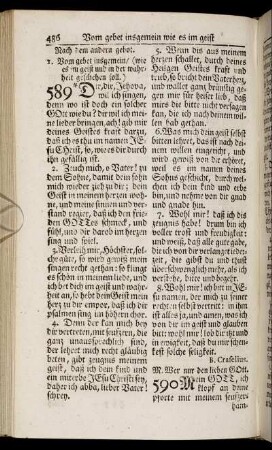 486 Vom gebet insgemein wie es im geist
Nach dem andern gebot.
1. Vom gebet insgemein/ (wie
es im geist und in der wahr-
heit geschehen soll.)
589 Dir, dir, Jehova,
wil ich singen,
denn wo ist doch ein solcher
GOtt wie du? dir wil ich mei-
ne lieder bringen, ach! gib mir
deines Geistes kraft darzu,
daß ich es thu im namen JE-
su CHrist, so, wie es dir durch
ihn gefällig ist.
2. Zeuch mich, o Vater! zu
dem Sohne, damit dein sohn
mich wieder zieh zu dir; dein
Geist in meinem herzen woh-
ne, und meine sinnen und ver-
stand regier, daß ich den frie-
den GOttes schmeck, und
fühl, und dir darob im herzen
sing und spiel.
3. Verleih mir, Höchster, sol-
che güte, so wird gewiß mein
singen recht gethan: so klingt
es schön in meinem liede, und
ich bet dich im geist und wahr-
heit an, so hebt dein Geist mein
herz zu dir empor, daß ich dir
psalmen sing im höhern chor.
4. Denn der kan mich bey
dir vertreten, mit seufzern, die
ganz unaussprechlich sind,
der lehret mich recht gläubig
beten, gibt zeugniß meinem
geist, daß ich dein kind und
ein miterbe JEsu Christi sey,
daher ich abba, lieber Vater!
schrey.
5. Wenn dis aus meinem
herzen schallet, durch deines
Heilgen Geistes kraft und
trieb, so bricht dein Vaterherz,
und wallet ganz brünstig ge-
gen mir für heisser lieb, daß
mirs die bitte nicht versagen
kan, die ich nach deinem wil-
len hab gethan.
6. Was mich dein geist selbst
bitten lehret, das ist nach dei-
nem willen eingericht, und
wird gewiß von dir erhöret,
weil es im namen deines
Sohns geschicht, durch wel-
chen ich dein kind und erbe
bin, und nehme von dir gnad
um gnade hin.
7. Wohl mir! daß ich dis
zeugniß habe! drum bin ich
voller trost und freudigkeit;
und weiß, daß alle gute gabe,
die ich von dir verlanget jeder-
zeit, die gibst du und thust
überschwenglich mehr, als ich
verstehe, bitte und begehr.
8. Wohl mir! ich bit in JE-
su namen, der mich zu deiner
rechten selbst vertritt: in ihm
ist alles ja, und amen, was ich
von dir im geist und glauben
bitt: wohl mir! lob dir itzt und
in ewigkeit, daß du mir schen-
kest solche seligkeit.
B. Crasselius.
M. Wer nur den lieben GOtt.
590 Mein GOtt, ich
klopf an deine
pforte mit meinem seufzen
ham-